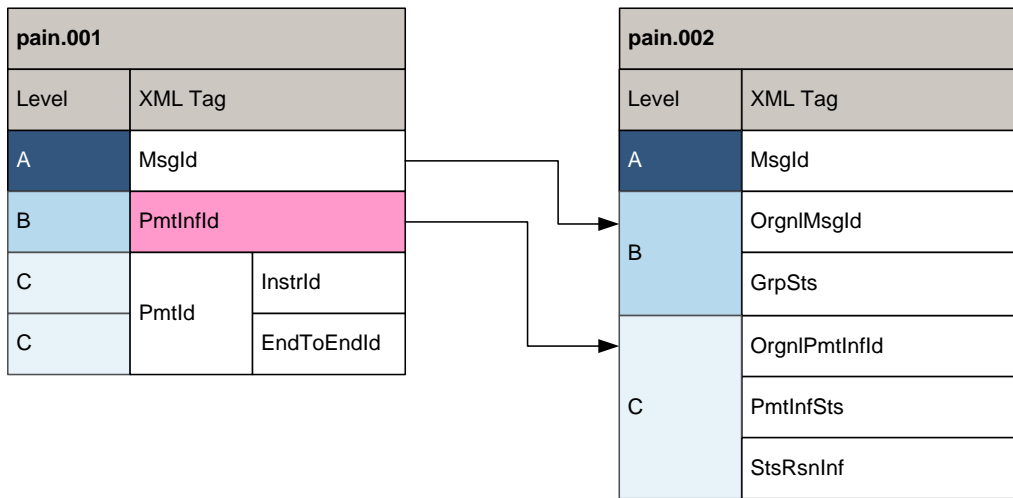 pain.001
Level XML Tag
A MsgId
B PmtInfId
C PmtId InstrId
C EndToEndId
pain.002
Level XML Tag
A MsgId
B OrgnlMsgId
GrpSts
C OrgnlPmtInfId
PmtInfSts
StsRsnInf